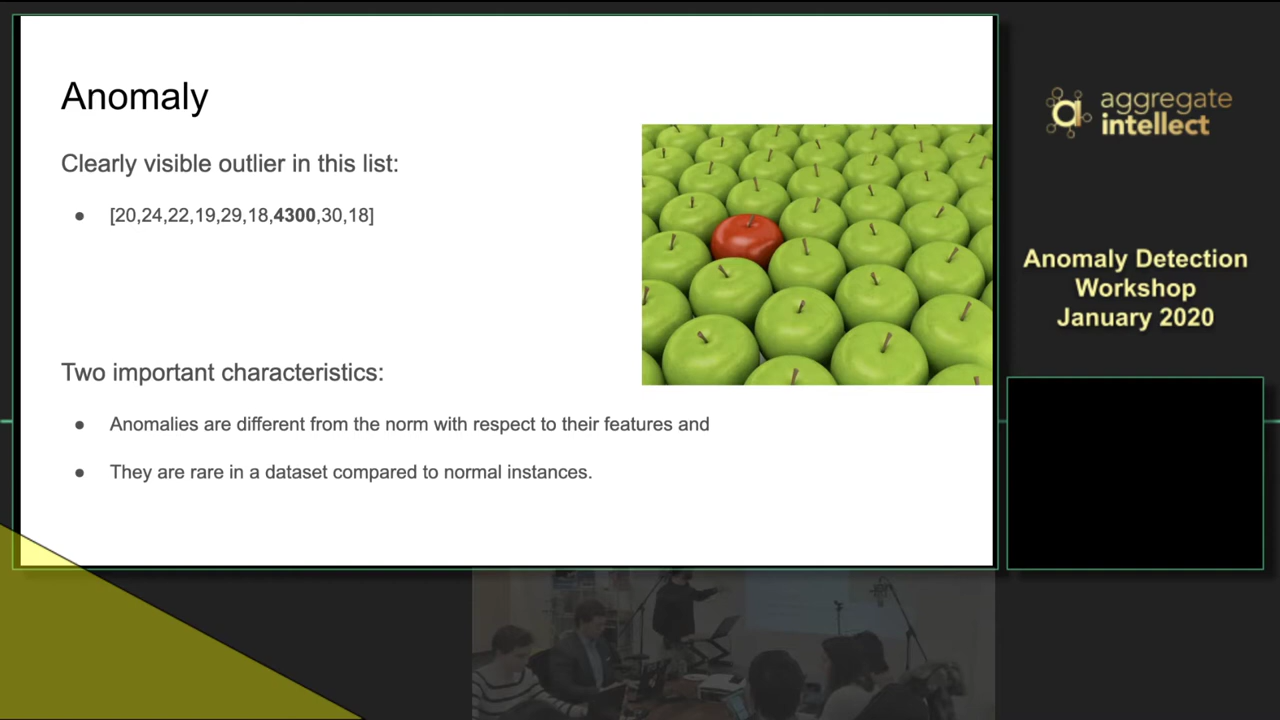 Anomaly
Clearly visible outlier in this list:
● [20,24,22,19,29,18,4300,30,18]
Two important characteristics:
● Anomalies are different from the norm with respect to their features and
● They are rare in a dataset compared to normal instances.
aggregate
intellect
Anomaly Detection
Workshop
January 2020